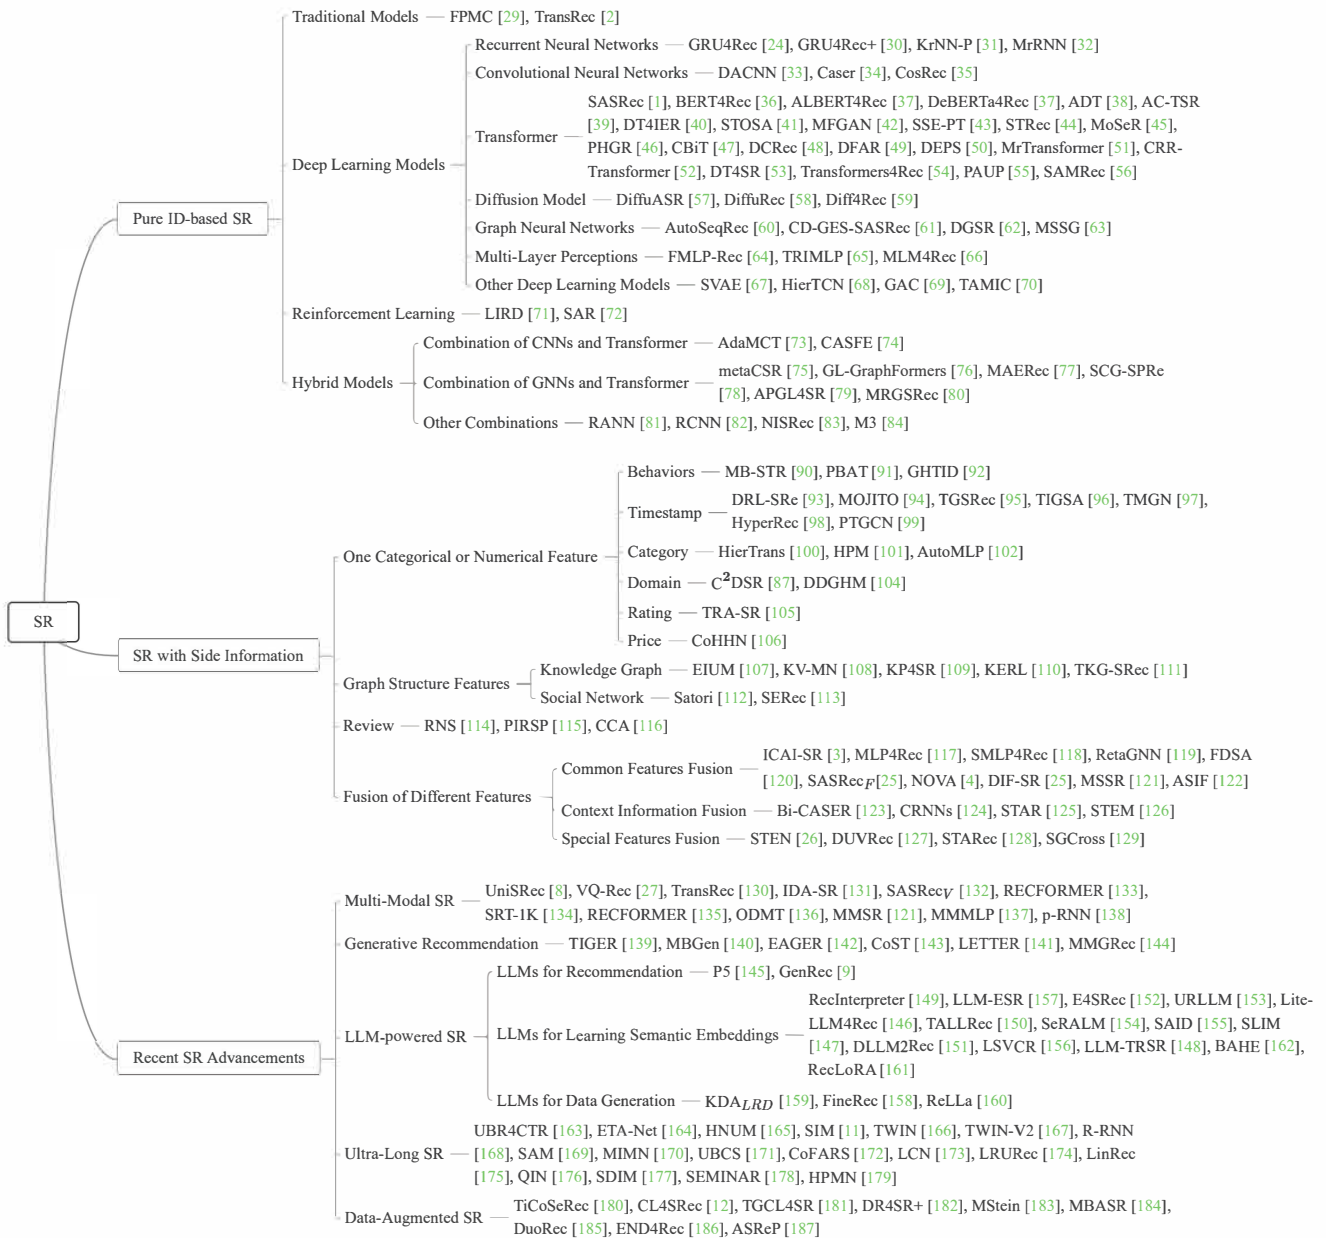 SR
Pure ID-based SR
Traditional Models
FPMC [29], TransRec [2]
Deep Learning Models
Recurrent Neural Networks
GRU4Rec [24], GRU4Rec+ [30], KrNN-P [31], MrRNN [32]
Convolutional Neural Networks
DACNN [33], Caser [34], CosRec [35]
Transformer
SASRec [1], BERT4Rec [36], ALBERT4Rec [37], DeBERTa4Rec [37], ADT [38], AC-TSR
[39], DT4IER [40], STOSA [41], MFGAN [42], SSE-PT [43], STRec [44], MoSeR [45],
PHGR [46], CBiT [47], DCRec [48], DFAR [49], DEPS [50], MrTransformer [51], CRR-
Transformer [52], DT4SR [53], Transformers4Rec [54], PAUP [55], SAMRec [56]
Diffusion Model
DiffuASR [57], DiffuRec [58], Diff4Rec [59]
Graph Neural Networks
AutoSeqRec [60], CD-GES-SASRec [61], DGSR [62], MSSG [63]
Multi-Layer Perceptions
FMLP-Rec [64], TRIMLP [65], MLM4Rec [66]
Other Deep Learning Models
SVAE [67], HierTCN [68], GAC [69], TAMIC [70]
Reinforcement Learning
LIRD [71], SAR [72]
Hybrid Models
Combination of CNNs and Transformer
AdaMCT [73], CASFE [74]
Combination of GNNs and Transformer
metaCSR [75], GL-GraphFormers [76], MAERec [77], SCG-SPRe
[78], APGL4SR [79], MRGSRec [80]
Other Combinations
RANN [81], RCNN [82], NISRec [83], M3 [84]
SR with Side Information
One Categorical or Numerical Feature
Behaviors
MB-STR [90], PBAT [91], GHTID [92]
Timestamp
DRL-SRe [93], MOJITO [94], TGSRec [95], TIGSA [96], TMGN [97],
HyperRec [98], PTGCN [99]
Category
HierTrans [100], HPM [101], AutoMLP [102]
Domain
C²DSR [87], DDGHM [104]
Rating
TRA-SR [105]
Price
CoHHN [106]
Graph Structure Features
Knowledge Graph
EIUM [107], KV-MN [108], KP4SR [109], KERL [110], TKG-SRec [111]
Social Network
Satori [112], SERec [113]
Review
RNS [114], PIRSP [115], CCA [116]
Fusion of Different Features
Common Features Fusion
ICAI-SR [3], MLP4Rec [117], SMLP4Rec [118], RetaGNN [119], FDSA
[120], SASRecF[25], NOVA [4], DIF-SR [25], MSSR [121], ASIF [122]
Context Information Fusion
Bi-CASER [123], CRNNs [124], STAR [125], STEM [126]
Special Features Fusion
STEN [26], DUVRec [127], STARec [128], SGCross [129]
Recent SR Advancements
Multi-Modal SR
UniSRec [8], VQ-Rec [27], TransRec [130], IDA-SR [131], SASRecV [132], RECFORMER [133],
SRT-1K [134], RECFORMER [135], ODMT [136], MMSR [121], MMMLP [137], p-RNN [138]
Generative Recommendation
TIGER [139], MBGen [140], EAGER [142], CoST [143], LETTER [141], MMGRec [144]
LLM-powered SR
LLMs for Recommendation
P5 [145], GenRec [9]
LLMs for Learning Semantic Embeddings
RecInterpreter [149], LLM-ESR [157], E4SRec [152], URLLM [153], Lite-
LLM4Rec [146], TALLRec [150], SeRALM [154], SAID [155], SLIM
[147], DLLM2Rec [151], LSVCR [156], LLM-TRSR [148], BAHE [162],
RecLoRA [161]
LLMs for Data Generation
KDALRD [159], FineRec [158], ReLLa [160]
Ultra-Long SR
UBR4CTR [163], ETA-Net [164], HNUM [165], SIM [11], TWIN [166], TWIN-V2 [167], R-RNN
[168], SAM [169], MIMN [170], UBCS [171], CoFARS [172], LCN [173], LRURec [174], LinRec
[175], QIN [176], SDIM [177], SEMINAR [178], HPMN [179]
Data-Augmented SR
TiCoSeRec [180], CL4SRec [12], TGCL4SR [181], DR4SR+ [182], MStein [183], MBASR [184],
DuoRec [185], END4Rec [186], ASReP [187]